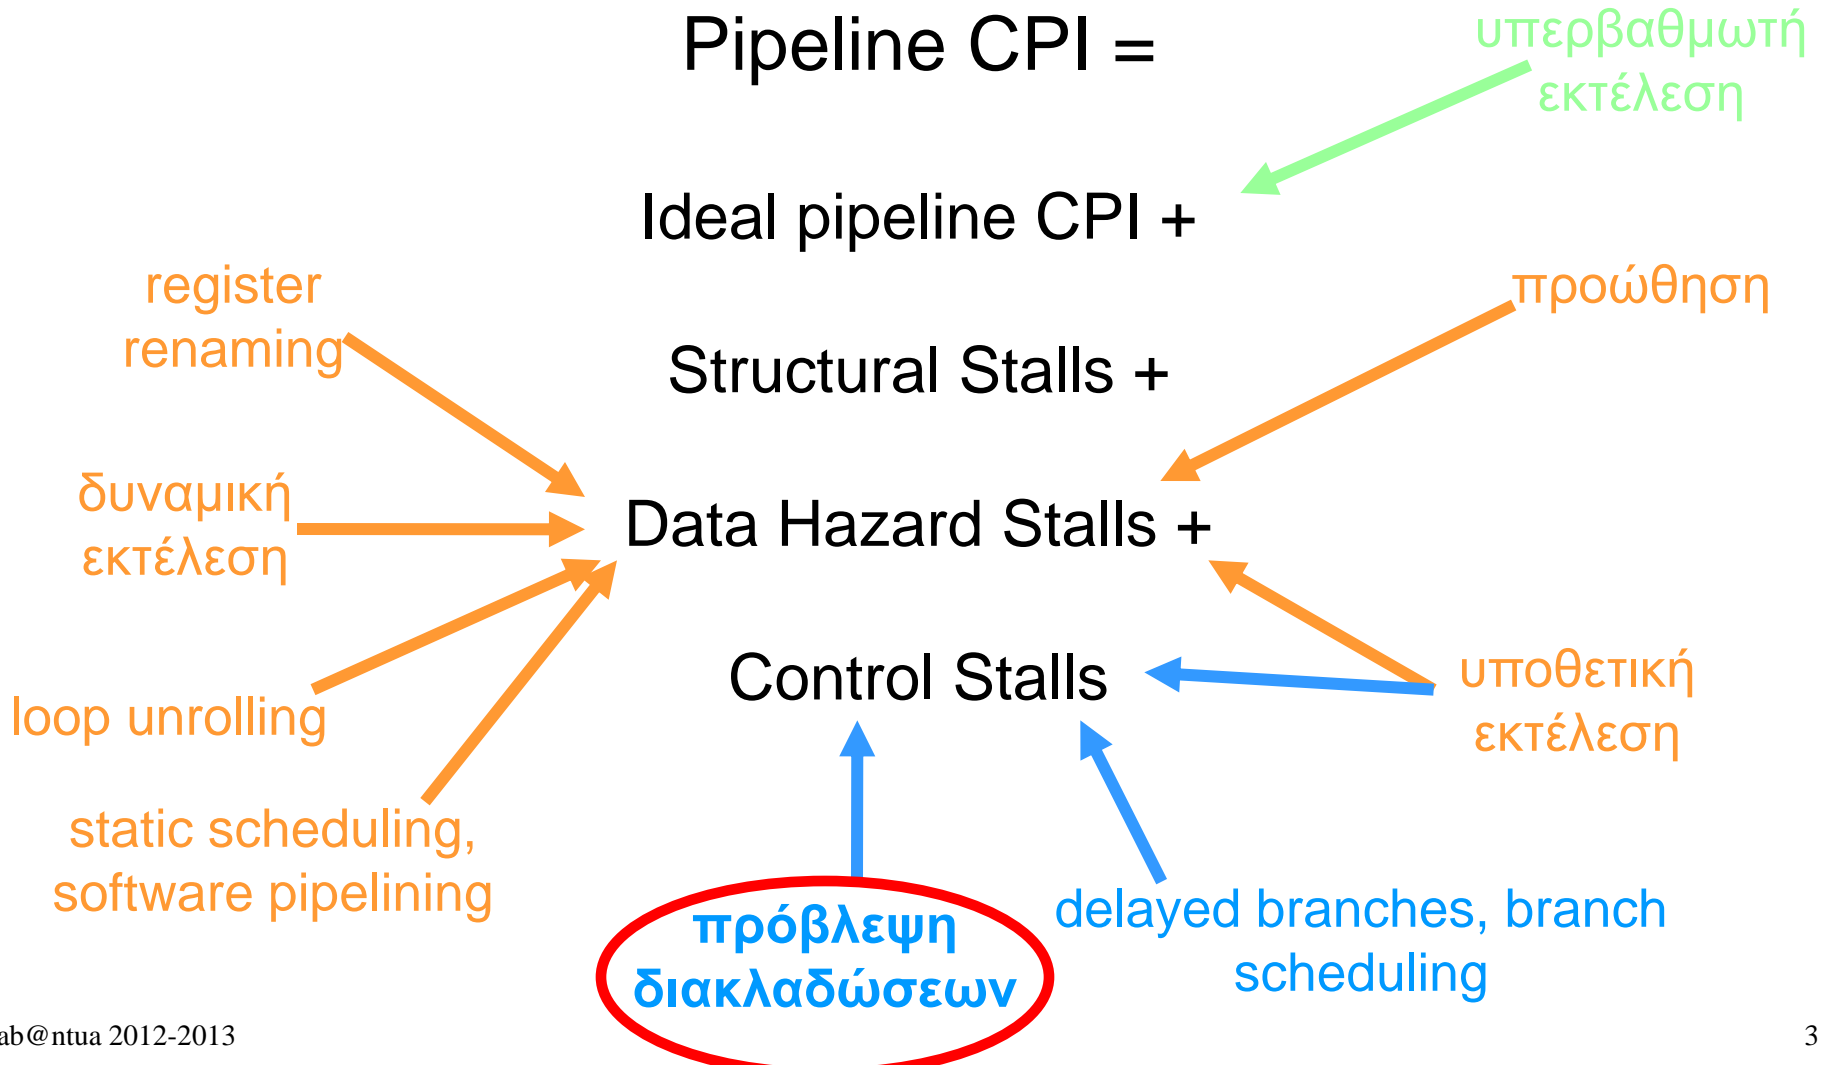 Pipeline CPI =
υπερβαθμωτή
εκτέλεση
Ideal pipeline CPI +
register
renaming
προώθηση
Structural Stalls +
δυναμική
εκτέλεση
Data Hazard Stalls +
loop unrolling
Control Stalls
υποθετική
εκτέλεση
static scheduling,
software pipelining
πρόβλεψη
διακλαδώσεων
delayed branches, branch
scheduling
ab@ntua 2012-2013
3